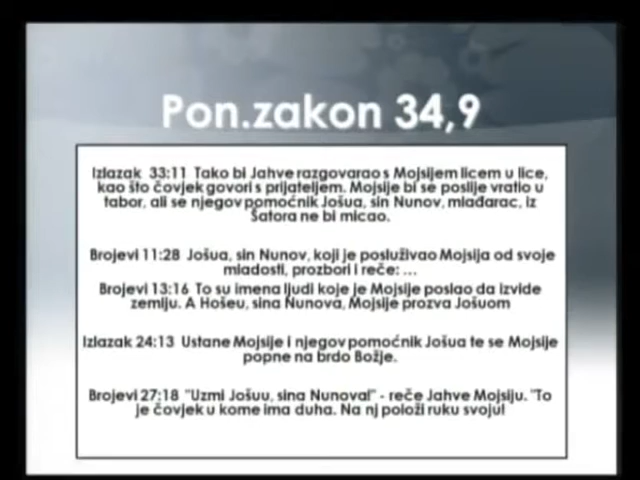 Pon.zakon 34,9
Izlazak 33:11 Tako bi Jahve razgovarao s Mojsijem licem u lice,
kao što čovjek govori s prijateljem. Mojsije bi se poslije vratio u
tabor, ali se njegov pomoćnik Jošua, sin Nunov, mlađarac, iz
Šatora ne bi micao.
Brojevi 11:28 Jošua, sin Nunov, koji je posluživao Mojsija od svoje
mladosti, prozbori i reče: ...
Brojevi 13:16 To su imena ljudi koje je Mojsije poslao da izvide
zemlju. A Hošeu, sina Nunova, Mojsije prozva Jošuom
Izlazak 24:13 Ustane Mojsije i njegov pomoćnik Jošua te se Mojsije
popne na brdo Božje.
Brojevi 27:18 "Uzmi Jošuu, sina Nunova!" - reče Jahve Mojsiju. "To
je čovjek u kome ima duha. Na nj položi ruku svoju!